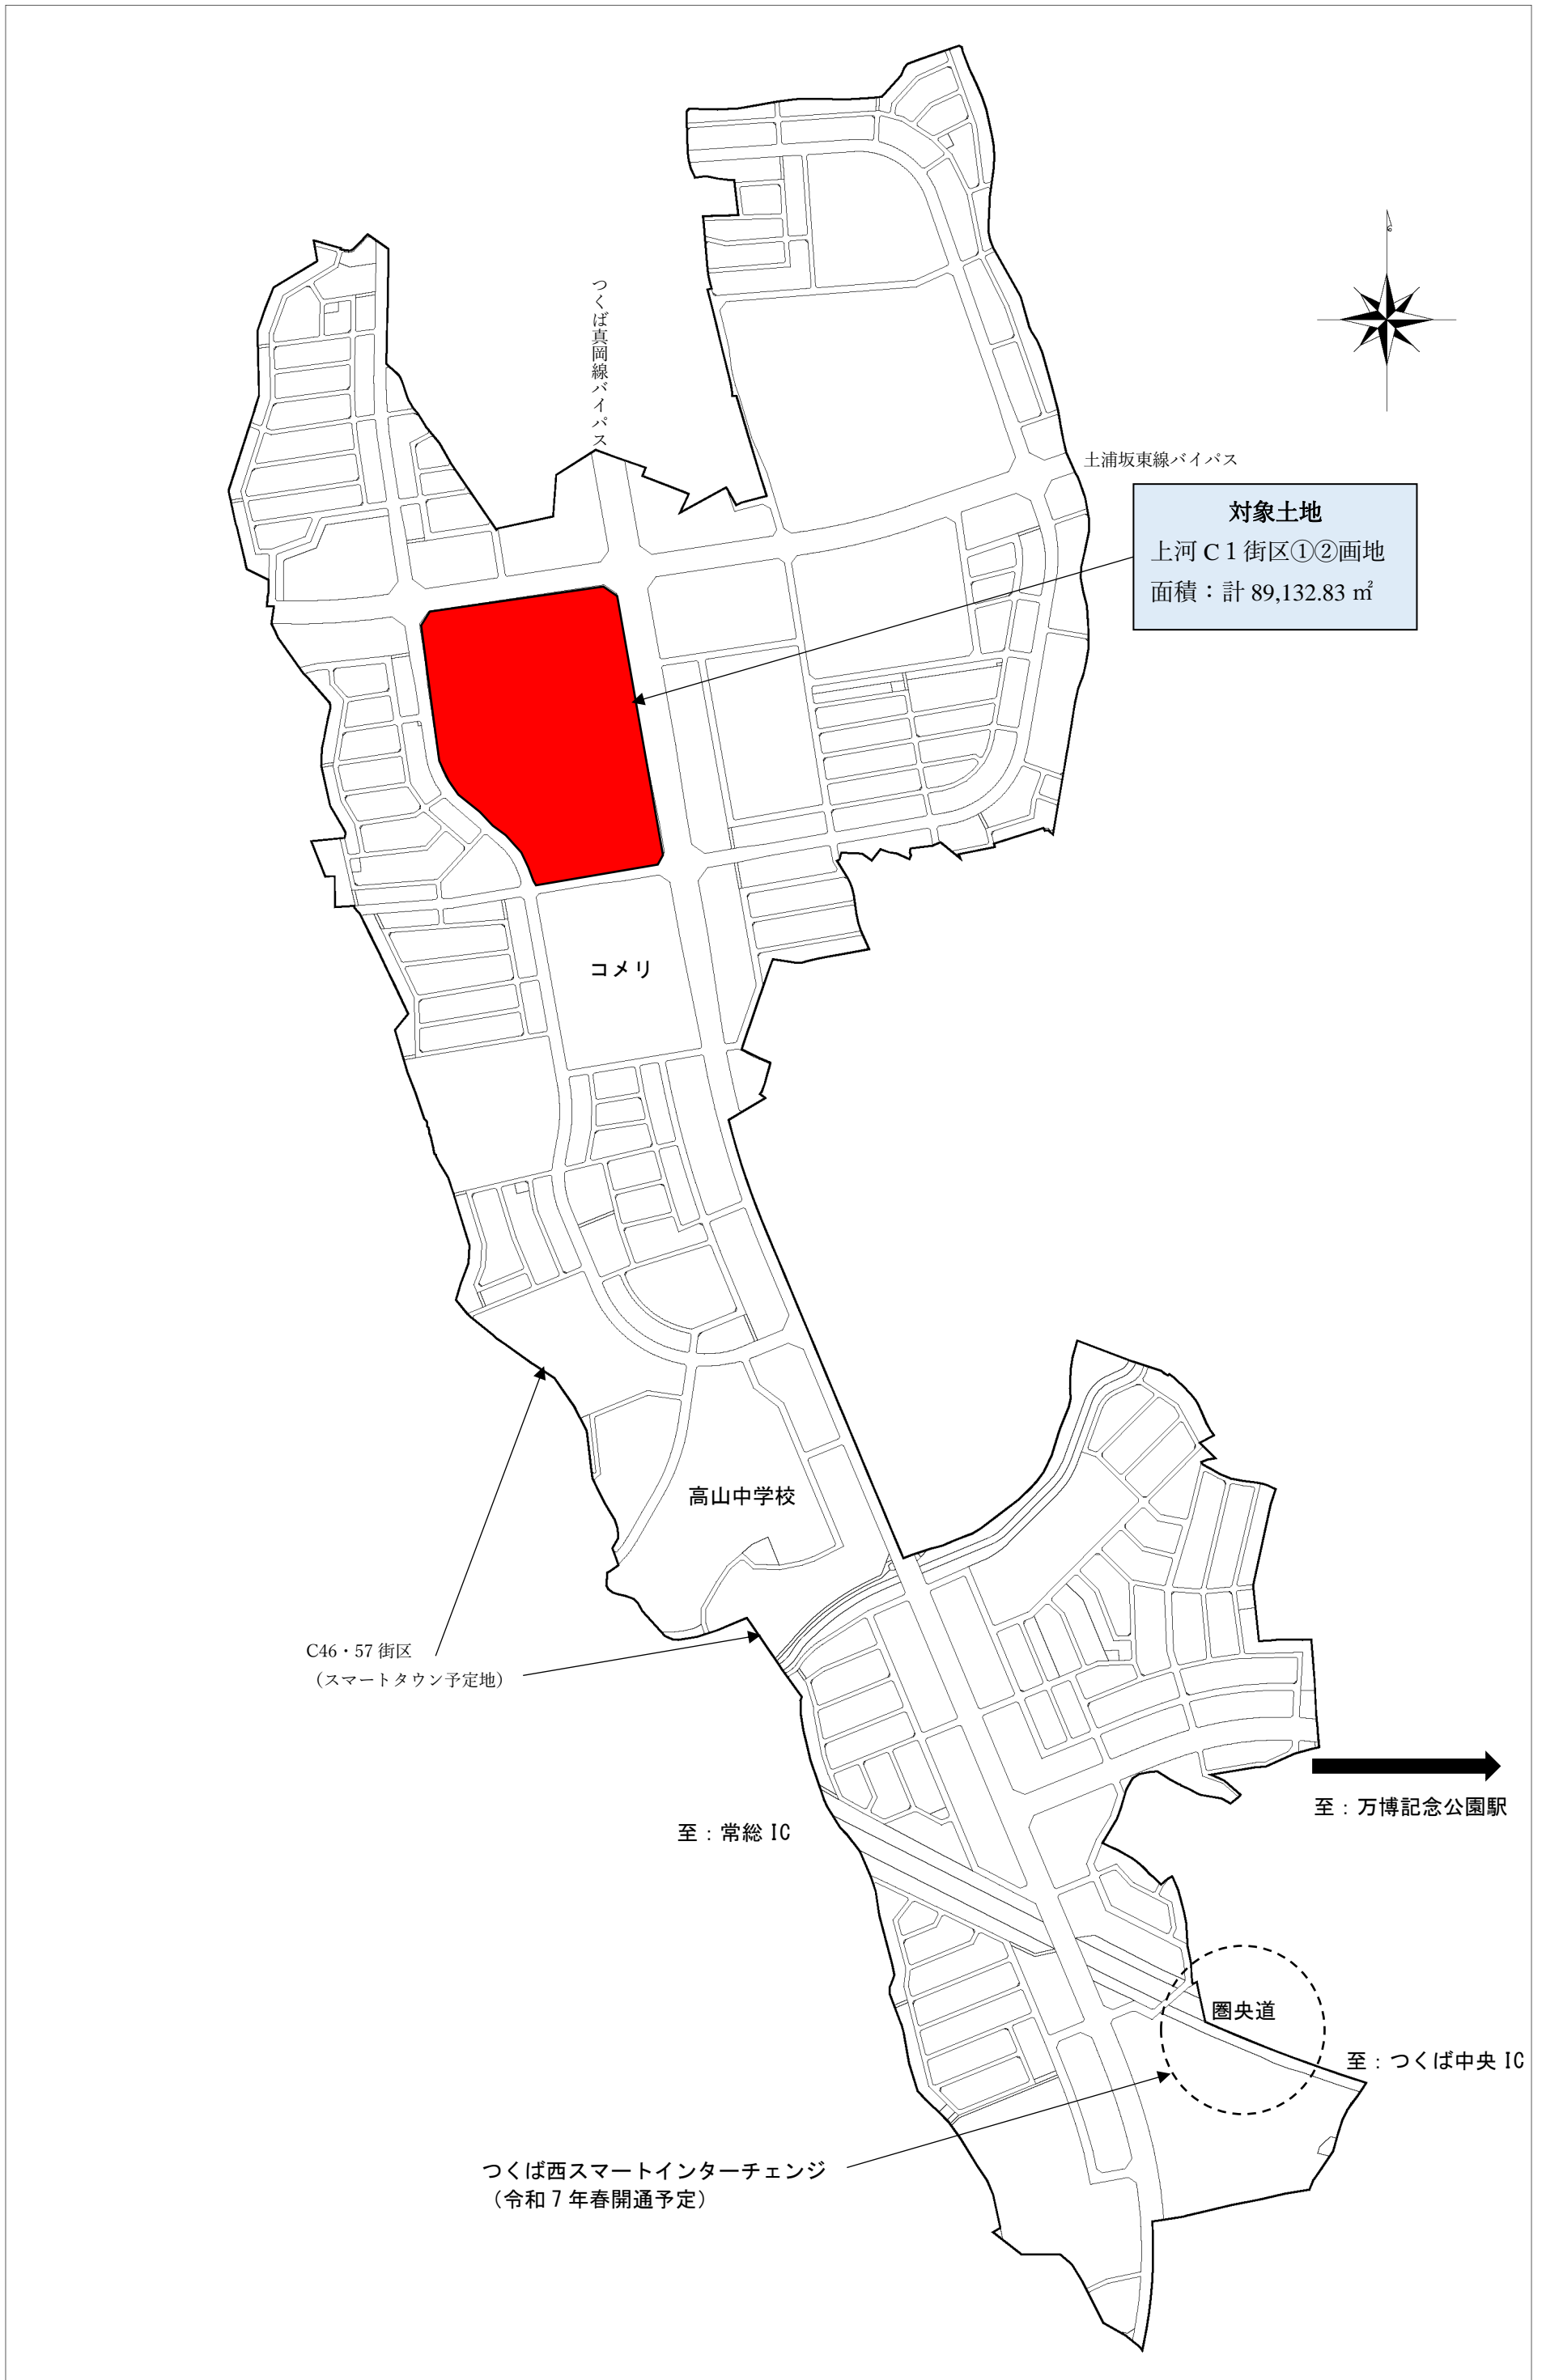 つくば真岡線バイパス
土浦坂東線バイパス
対象土地
上河 C 1 街区①②画地
面積：計 89,132.83 ㎡
コメリ
高山中学校
C46・57 街区
（スマートタウン予定地）
至：万博記念公園駅
至：常総 IC
圏央道
至：つくば中央 IC
つくば西スマートインターチェンジ
（令和 7 年春開通予定）